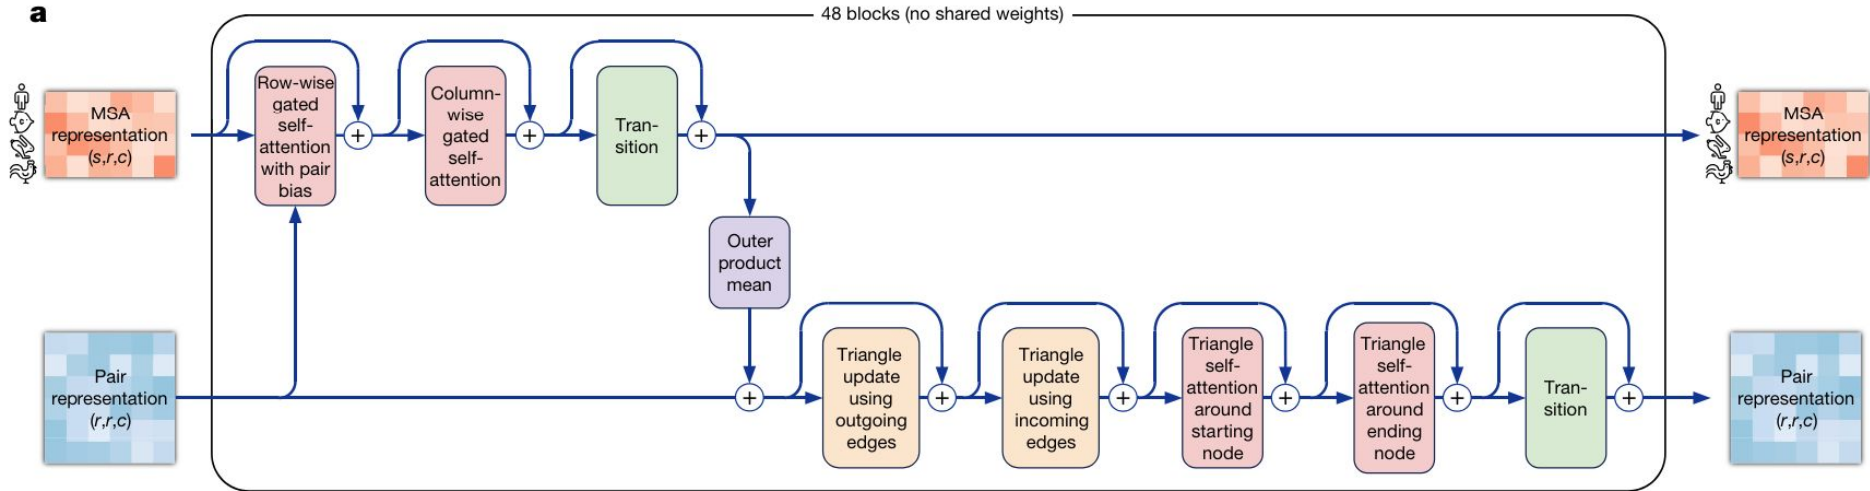 a
48 blocks (no shared weights)
MSA
representation
(s,r,c)
Row-wise
gated
self-
attention
with pair
bias
+
Column-
wise
gated
self-
attention
+
Tran-
sition
+
MSA
representation
(s,r,c)
Outer
product
mean
Pair
representation
(r,r,c)
+
Triangle
update
using
outgoing
edges
+
Triangle
update
using
incoming
edges
+
Triangle
self-
attention
around
starting
node
+
Triangle
self-
attention
around
ending
node
+
Tran-
sition
+
Pair
representation
(r,r,c)